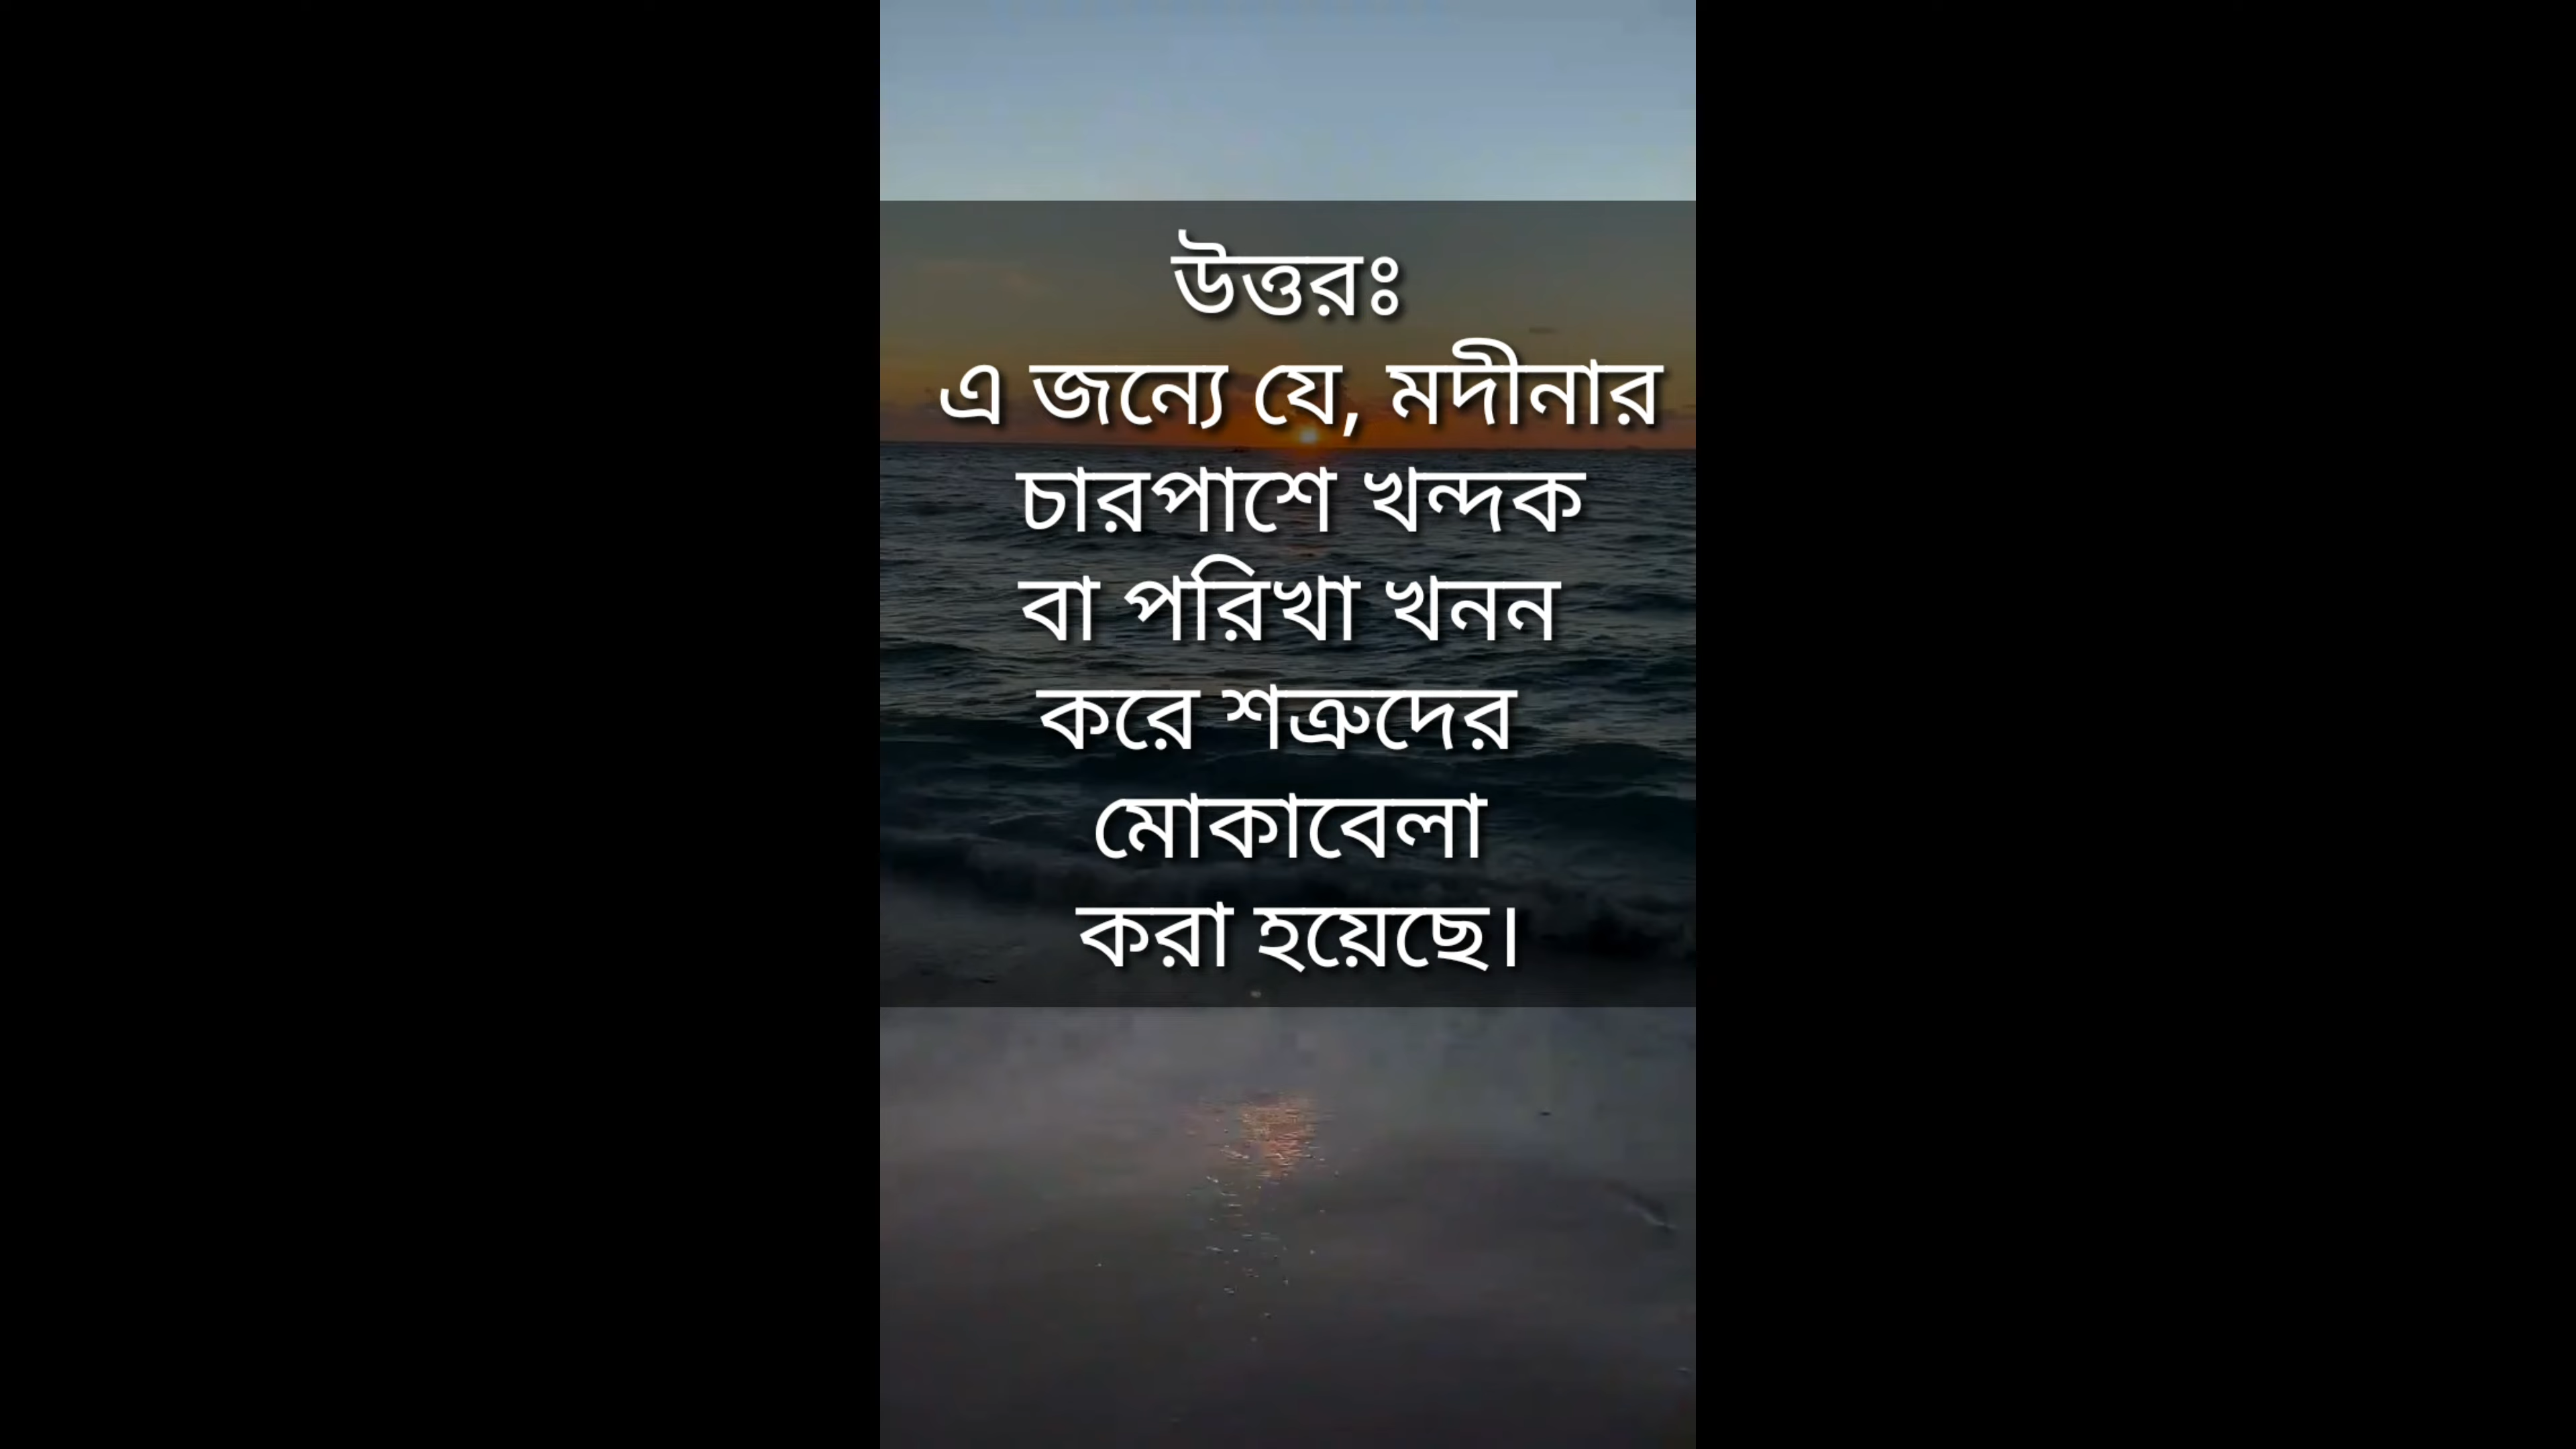 উত্তরঃ
এ জন্যে যে, মদীনার
চারপাশে খন্দক
বা পরিখা খনন
করে শত্রুদের
মোকাবেলা
করা হয়েছে।